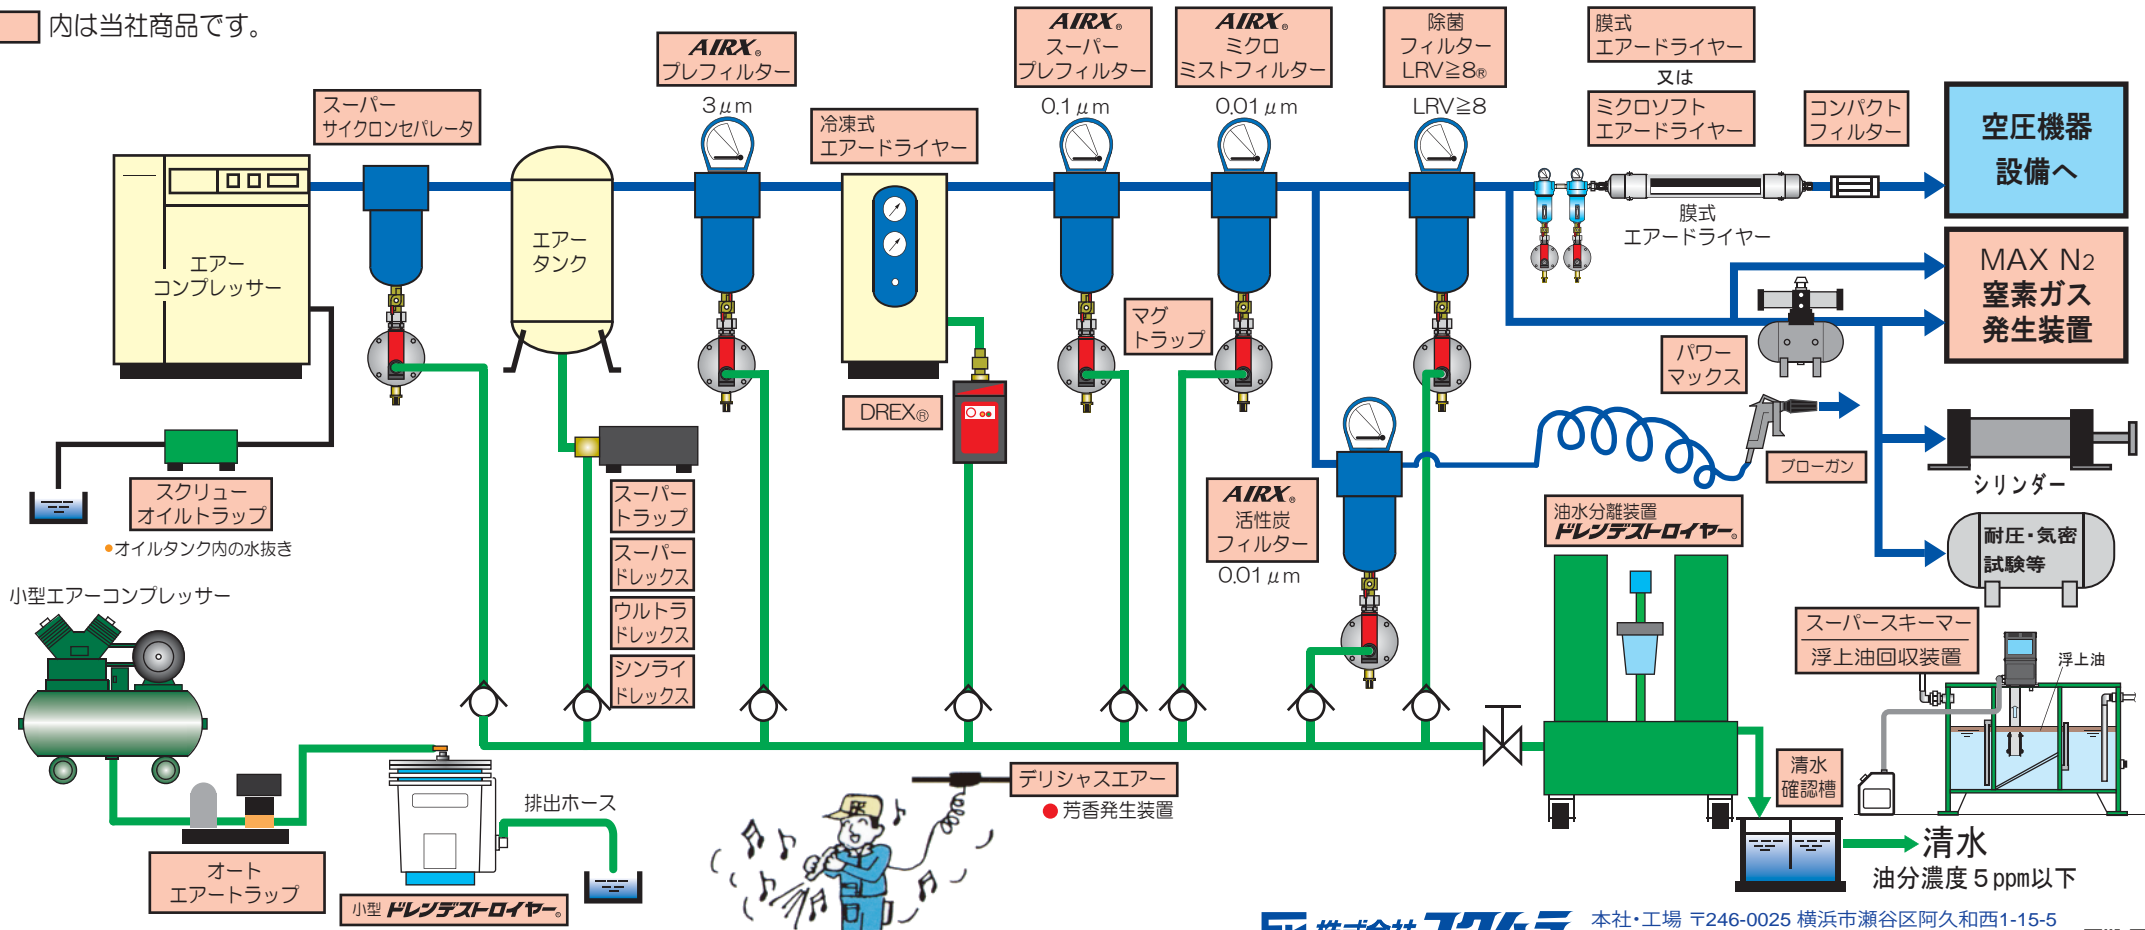 内は当社商品です。
スーパー
サイクロンセパレータ
AIRX®
プレフィルター
3μm
冷凍式
エアードライヤー
AIRX®
スーパー
プレフィルター
0.1μm
AIRX®
ミクロ
ミストフィルター
0.01μm
除菌
フィルター
LRV≧8®
LRV≧8
膜式
エアードライヤー
又は
ミクロソフト
エアードライヤー
コンパクト
フィルター
空圧機器
設備へ
膜式
エアードライヤー
MAX N2
窒素ガス
発生装置
エアー
コンプレッサー
エアー
タンク
マグ
トラップ
パワー
マックス
DREX®
ブローガン
シリンダー
スクリュー
オイルトラップ
●オイルタンク内の水抜き
スーパー
トラップ
スーパー
ドレックス
ウルトラ
ドレックス
シンライ
ドレックス
AIRX®
活性炭
フィルター
0.01μm
油水分離装置
ドレンデストロイヤー®
耐圧・気密
試験等
小型エアーコンプレッサー
スーパースキーマー
浮上油回収装置
浮上油
排出ホース
デリシャスエアー
●芳香発生装置
清水
確認槽
清水
油分濃度5ppm以下
オート
エアートラップ
小型 ドレンデストロイヤー®
株式会社 フクハラ
本社・工場 〒246-0025 横浜市瀬谷区阿久和西1-15-5